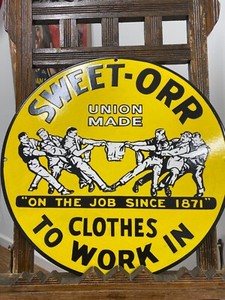 SWEET-ORR
UNION
MADE
"ON THE JOB SINCE 1871"
CLOTHES
TO WORK IN